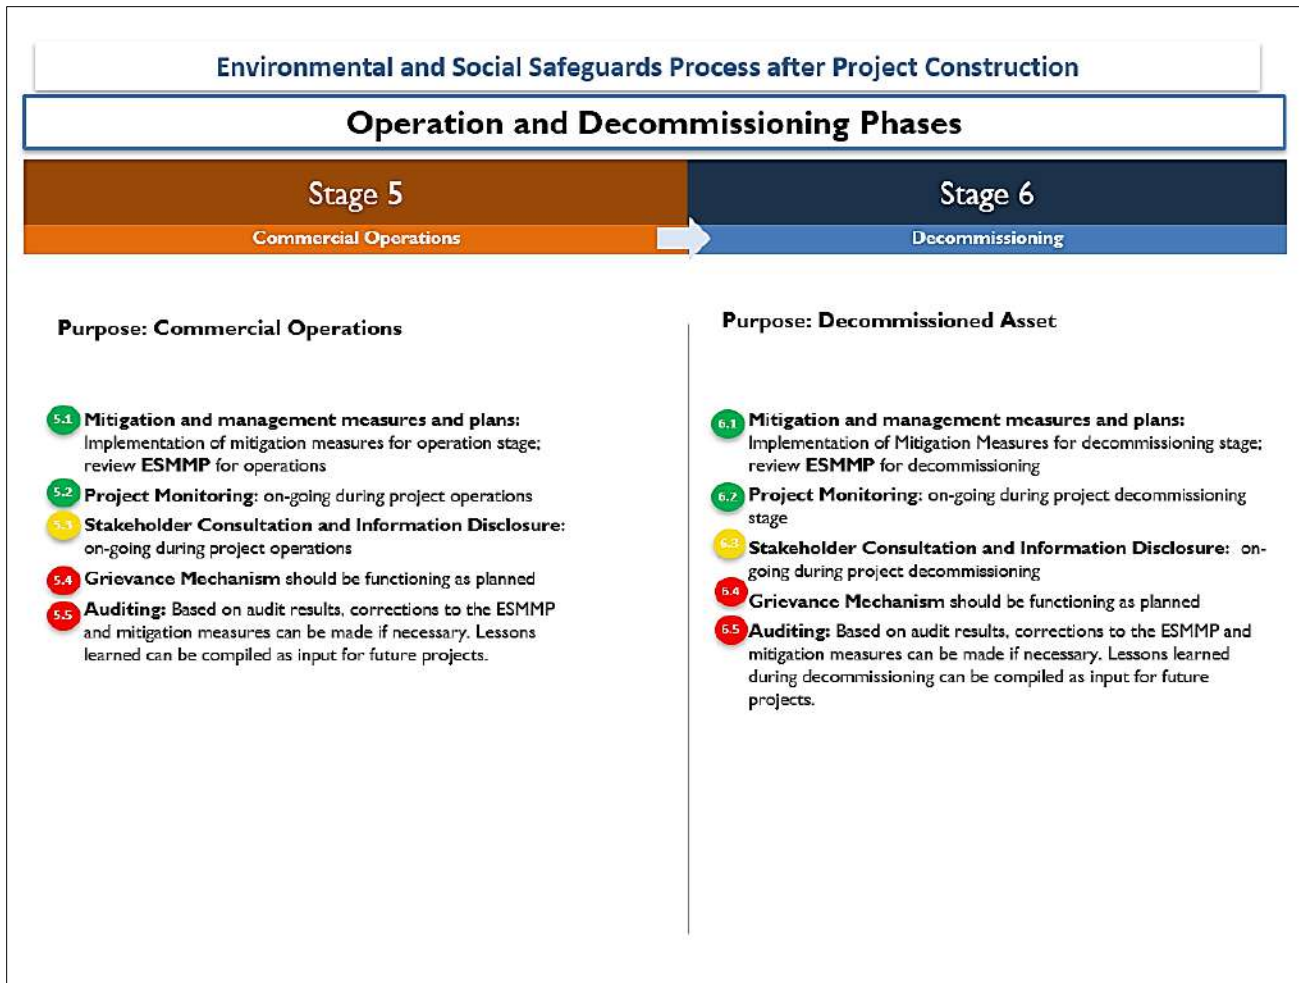 Environmental and Social Safeguards Process after Project Construction
Operation and Decommissioning Phases
Stage 5
Commercial Operations
Purpose: Commercial Operations
5.1 Mitigation and management measures and plans:
Implementation of mitigation measures for operation stage;
review ESMMP for operations
5.2 Project Monitoring: on-going during project operations
5.3 Stakeholder Consultation and Information Disclosure:
on-going during project operations
5.4 Grievance Mechanism should be functioning as planned
5.5 Auditing: Based on audit results, corrections to the ESMMP
and mitigation measures can be made if necessary. Lessons
learned can be compiled as input for future projects.
Stage 6
Decommissioning
Purpose: Decommissioned Asset
6.1 Mitigation and management measures and plans:
Implementation of Mitigation Measures for decommissioning stage;
review ESMMP for decommissioning
6.2 Project Monitoring: on-going during project decommissioning
stage
6.3 Stakeholder Consultation and Information Disclosure: on-
going during project decommissioning
6.4 Grievance Mechanism should be functioning as planned
6.5 Auditing: Based on audit results, corrections to the ESMMP and
mitigation measures can be made if necessary. Lessons learned
during decommissioning can be compiled as input for future
projects.